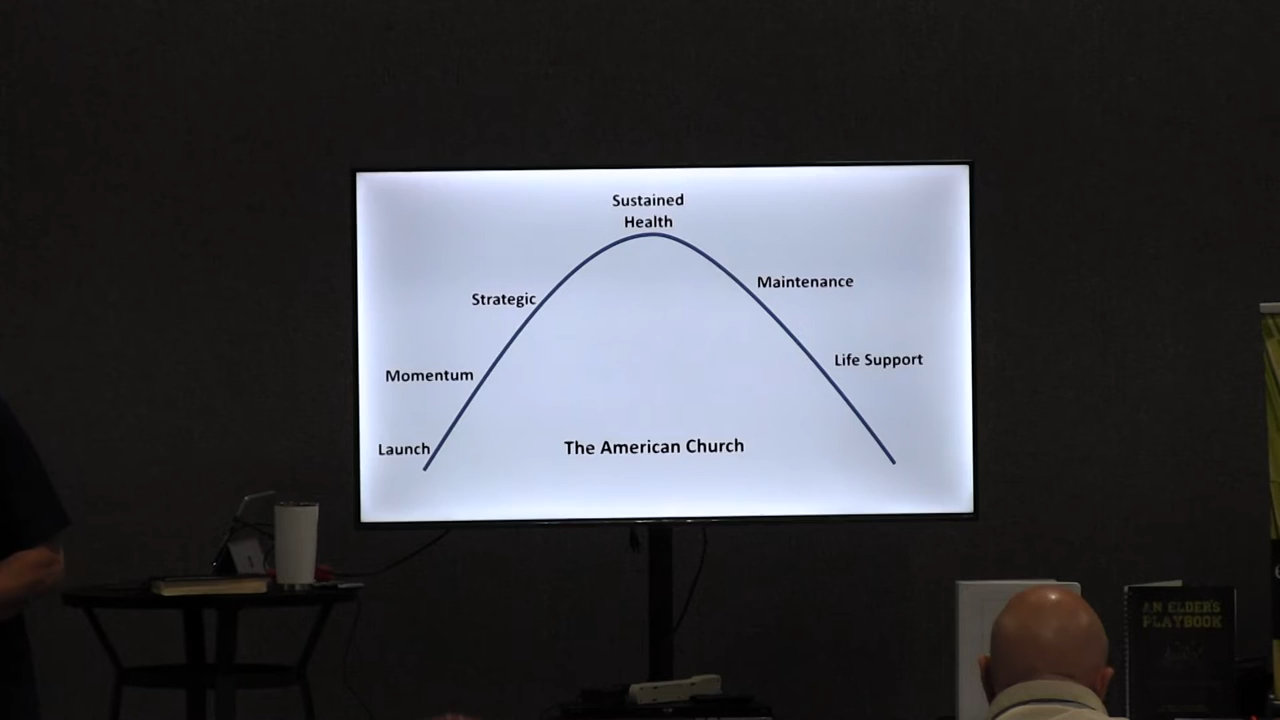 Sustained
Health
Maintenance
Strategic
Life Support
Momentum
The American Church
Launch
AN ELDER'S
PLAYBOOK